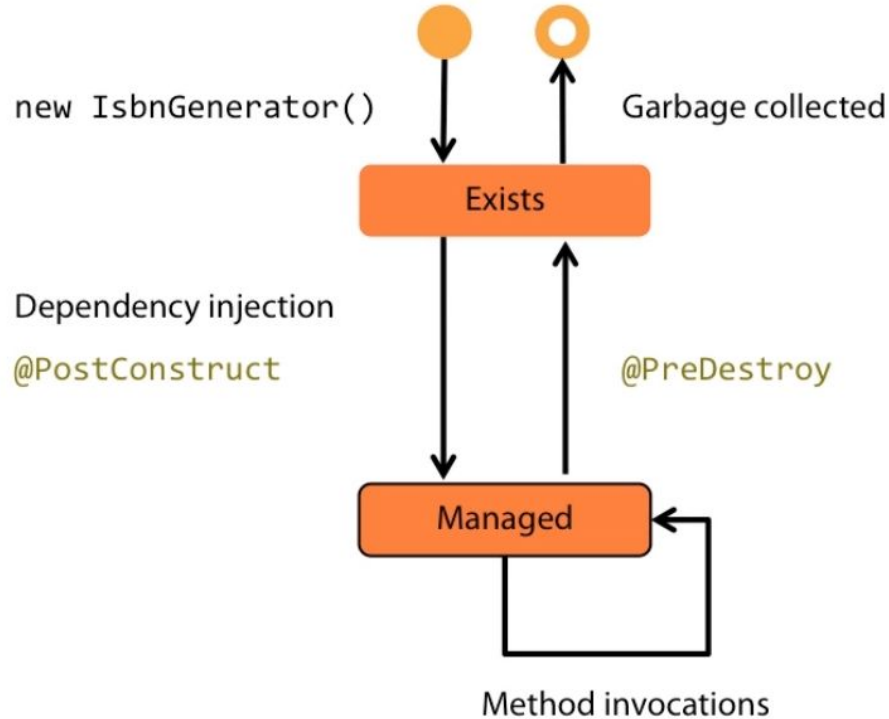 new IsbnGenerator()
Garbage collected
Exists
Dependency injection
@PostConstruct
@PreDestroy
Managed
Method invocations